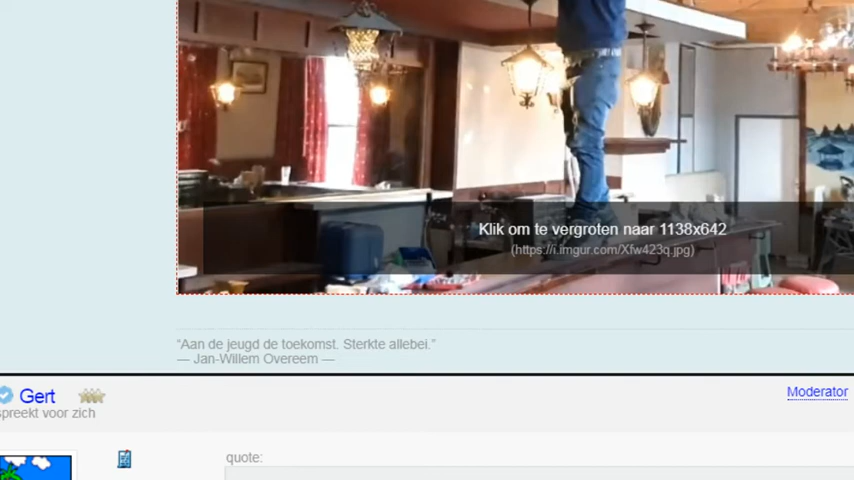 Klik om te vergroten naar 1138x642
(https://i.imgur.com/Xfw423q.jpg)
“Aan de jeugd de toekomst. Sterkte allebei.”
— Jan-Willem Overeem —
Gert
Moderator
spreekt voor zich
quote: